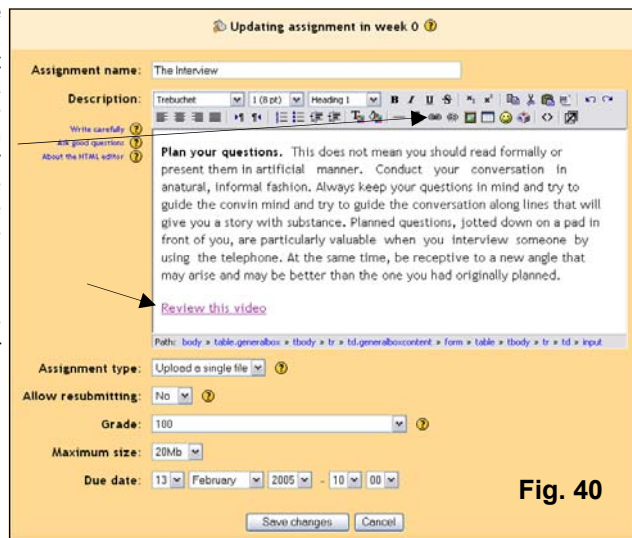 Updating assignment in week 0
Assignment name: The Interview
Description:
Trebuchet 1 (8 pt) Heading 1 B I U S
Write carefully
Ask good questions
About the HTML editor
Plan your questions. This does not mean you should read formally or
present them in artificial manner. Conduct your conversation in
anatural, informal fashion. Always keep your questions in mind and try to
guide the convin mind and try to guide the conversation along lines that will
give you a story with substance. Planned questions, jotted down on a pad in
front of you, are particularly valuable when you interview someone by
using the telephone. At the same time, be receptive to a new angle that
may arise and may be better than the one you had originally planned.
Review this video
Path: body » table.generalbox » tbody » tr » td.generalboxcontent » form » table » tbody » tr » td » input
Assignment type: Upload a single file
Allow resubmitting: No
Grade: 100
Maximum size: 20Mb
Due date: 13 February 2005 - 10 00
Fig. 40
Save changes Cancel